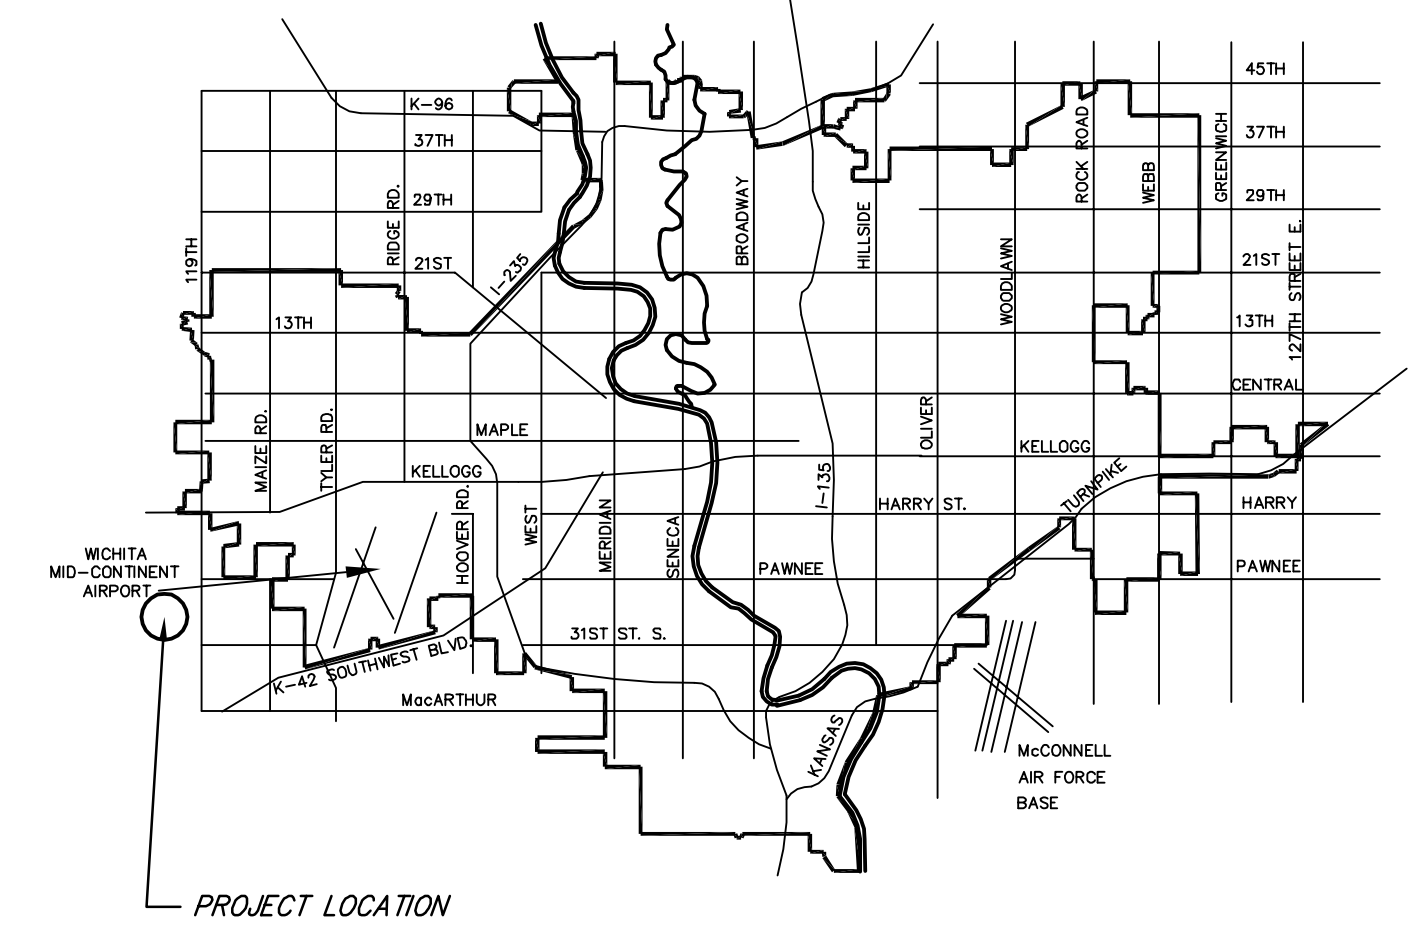 45TH
K-96
37TH
37TH
ROCK ROAD
WEBB
GREENWICH
29TH
29TH
RIDGE RD.
BROADWAY
HILLSIDE
119TH
21ST
I-235
WOODLAWN
21ST
127TH STREET E.
13TH
13TH
CENTRAL
MAIZE RD.
TYLER RD.
MAPLE
OLIVER
KELLOGG
KELLOGG
HOOVER RD.
WEST
MERIDIAN
SENECA
I-135
HARRY ST.
TURNPIKE
HARRY
WICHITA
MID-CONTINENT
AIRPORT
PAWNEE
PAWNEE
31ST ST. S.
K-42 SOUTHWEST BLVD.
MacARTHUR
KANSAS
McCONNELL
AIR FORCE
BASE
PROJECT LOCATION